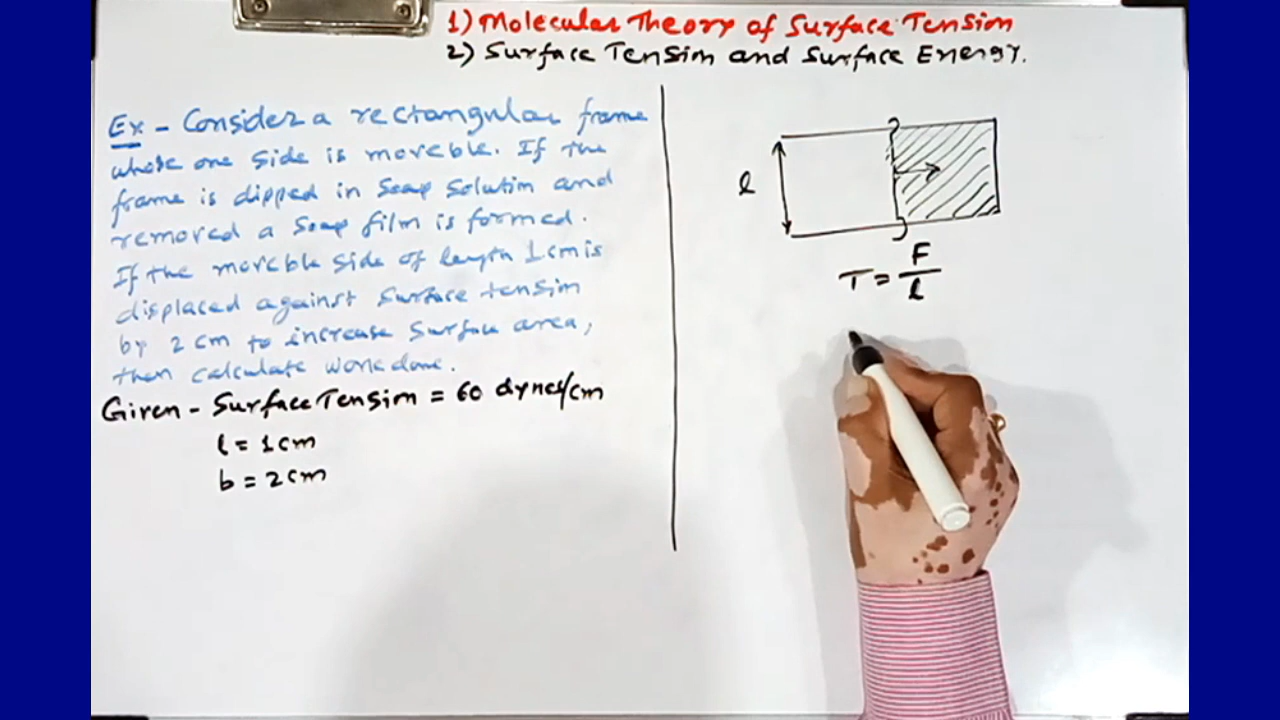 1) Molecular Theory of Surface Tension
2) Surface Tension and Surface Energy.
Ex - Consider a rectangular frame
whose one side is moveble. If the
frame is dipped in soap solution and
removed a soap film is formed.
If the moveble side of length 1cm is
displaced against surface tension
by 2 cm to increase surface area,
then calculate work done.
Given - Surface Tension = 60 dynes/cm
l = 1cm
b = 2cm
l
T = F/l